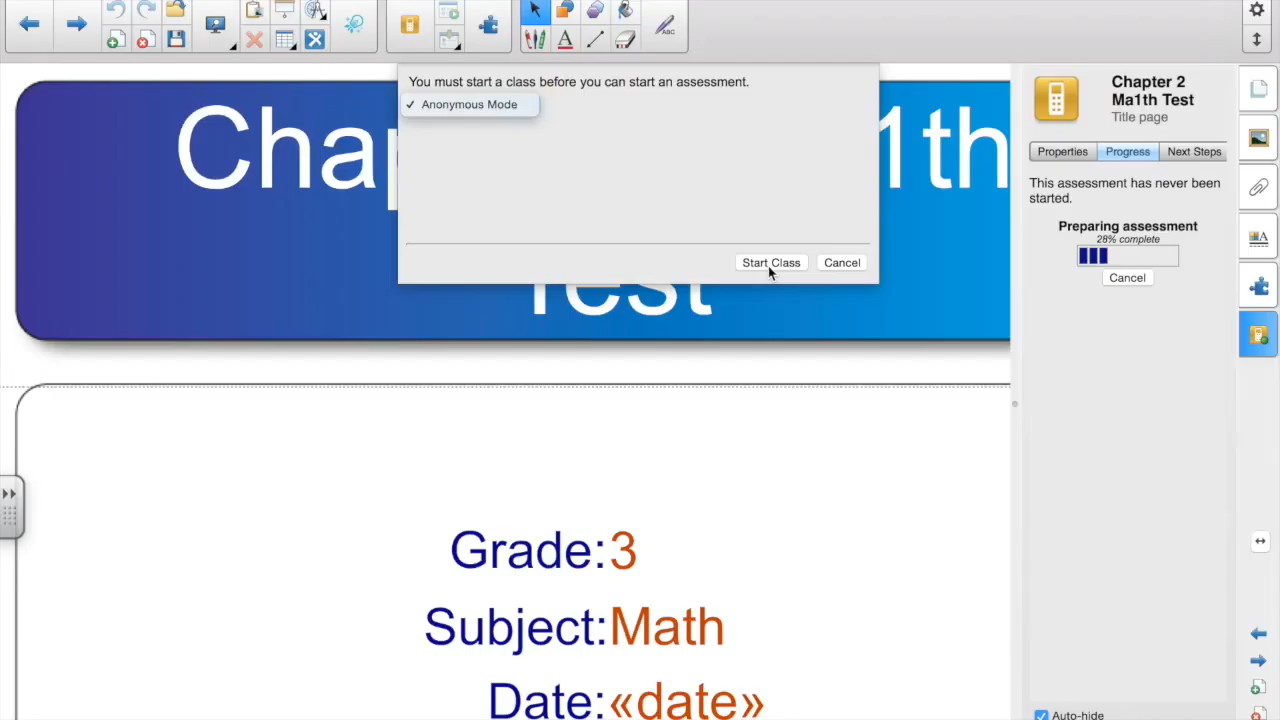 ABC
You must start a class before you can start an assessment.
✓ Anonymous Mode
Start Class
Cancel
Cha
1th
Test
Grade: 3
Subject: Math
Date: «date»
Chapter 2
Ma1th Test
Title page
Properties
Progress
Next Steps
This assessment has never been
started.
Preparing assessment
28% complete
Cancel
Auto-hide